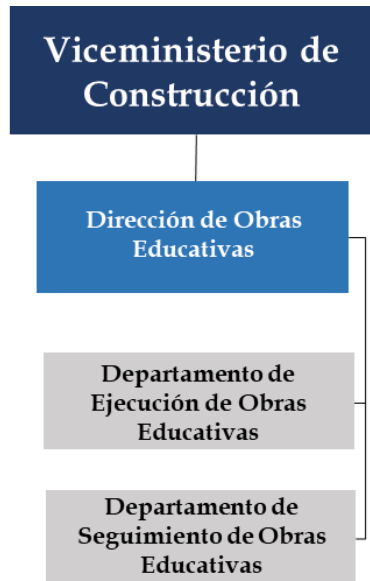 Viceministerio de
Construcción
Dirección de Obras
Educativas
Departamento de
Ejecución de Obras
Educativas
Departamento de
Seguimiento de Obras
Educativas